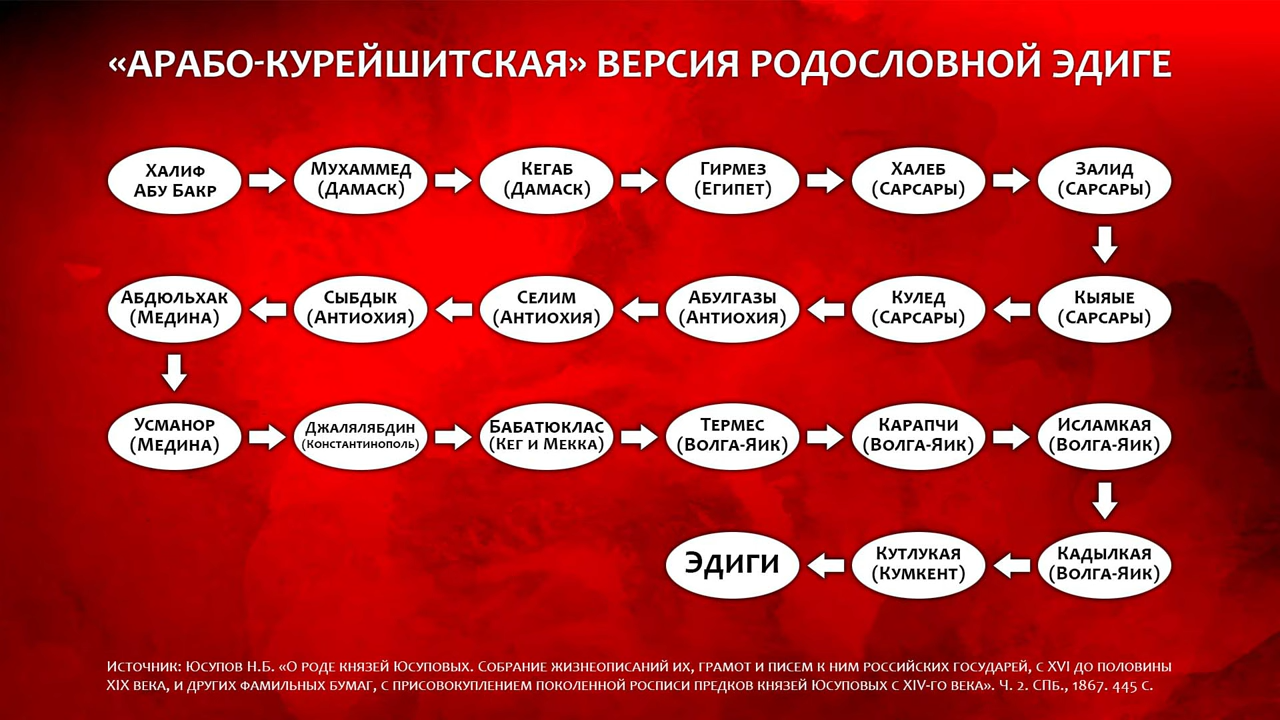 «АРАБО-КУРЕЙШИТСКАЯ» ВЕРСИЯ РОДОСЛОВНОЙ ЭДИГЕ
ХАЛИФ
АБУ БАКР
МУХАММЕД
(ДАМАСК)
КЕГАБ
(ДАМАСК)
ГИРМЕЗ
(ЕГИПЕТ)
ХАЛЕБ
(САРСАРЫ)
ЗАЛИД
(САРСАРЫ)
КЫЯЫЕ
(САРСАРЫ)
КУЛЕД
(САРСАРЫ)
АБУЛГАЗЫ
(АНТИОХИЯ)
СЕЛИМ
(АНТИОХИЯ)
СЫБДЫК
(АНТИОХИЯ)
АБДЮЛЬХАК
(МЕДИНА)
УСМАНОР
(МЕДИНА)
ДЖАЛЯЛЯБДИН
(КОНСТАНТИНОПОЛЬ)
БАБАТЮКЛАС
(КЕГ И МЕККА)
ТЕРМЕС
(ВОЛГА-ЯИК)
КАРАПЧИ
(ВОЛГА-ЯИК)
ИСЛАМКАЯ
(ВОЛГА-ЯИК)
КАДЫЛКАЯ
(ВОЛГА-ЯИК)
КУТЛУКАЯ
(КУМКЕНТ)
ЭДИГИ
ИСТОЧНИК: ЮСУПОВ Н.Б. «О РОДЕ КНЯЗЕЙ ЮСУПОВЫХ. СОБРАНИЕ ЖИЗНЕОПИСАНИЙ ИХ, ГРАМОТ И ПИСЕМ К НИМ РОССИЙСКИХ ГОСУДАРЕЙ, С XVI ДО ПОЛОВИНЫ
XIX ВЕКА, И ДРУГИХ ФАМИЛЬНЫХ БУМАГ, С ПРИСОВОКУПЛЕНИЕМ ПОКОЛЕННОЙ РОСПИСИ ПРЕДКОВ КНЯЗЕЙ ЮСУПОВЫХ С XIV-ГО ВЕКА». Ч. 2. СПБ., 1867. 445 С.